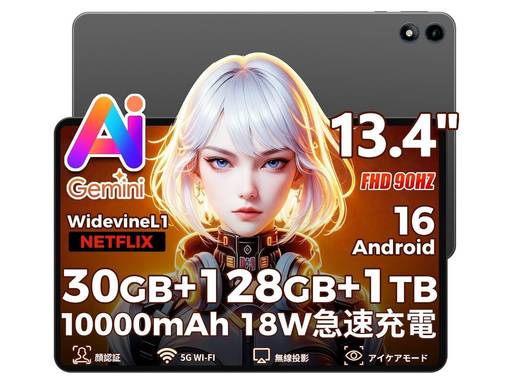 Ai
Gemini
13.4"
FHD 90HZ
WidevineL1
NETFLIX
16
Android
30GB+128GB+1TB
10000mAh 18W急速充電
顔認証
5G WI-FI
無線投影
アイケアモード